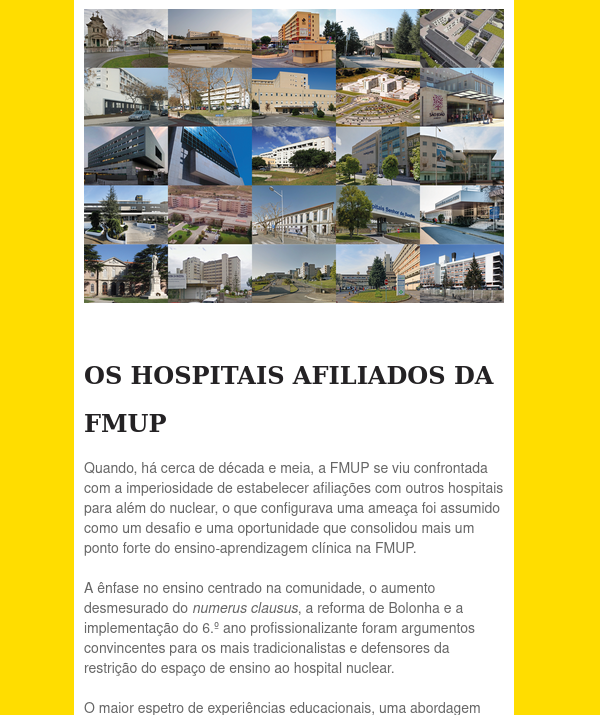 OS HOSPITAIS AFILIADOS DA
FMUP
Quando, há cerca de década e meia, a FMUP se viu confrontada
com a imperiosidade de estabelecer afiliações com outros hospitais
para além do nuclear, o que configurava uma ameaça foi assumido
como um desafio e uma oportunidade que consolidou mais um
ponto forte do ensino-aprendizagem clínica na FMUP.
A ênfase no ensino centrado na comunidade, o aumento
desmesurado do numerus clausus, a reforma de Bolonha e a
implementação do 6.º ano profissionalizante foram argumentos
convincentes para os mais tradicionalistas e defensores da
restrição do espaço de ensino ao hospital nuclear.
O maior espetro de experiências educacionais, uma abordagem